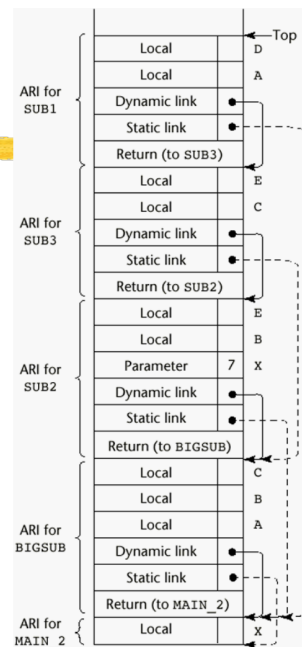 Top
Local D
Local A
ARI for SUB1
Dynamic link
Static link
Return (to SUB3)
Local E
Local C
ARI for SUB3
Dynamic link
Static link
Return (to SUB2)
Local E
Local B
Parameter 7 X
ARI for SUB2
Dynamic link
Static link
Return (to BIGSUB)
Local C
Local B
Local A
ARI for BIGSUB
Dynamic link
Static link
Return (to MAIN_2)
ARI for MAIN_2
Local X